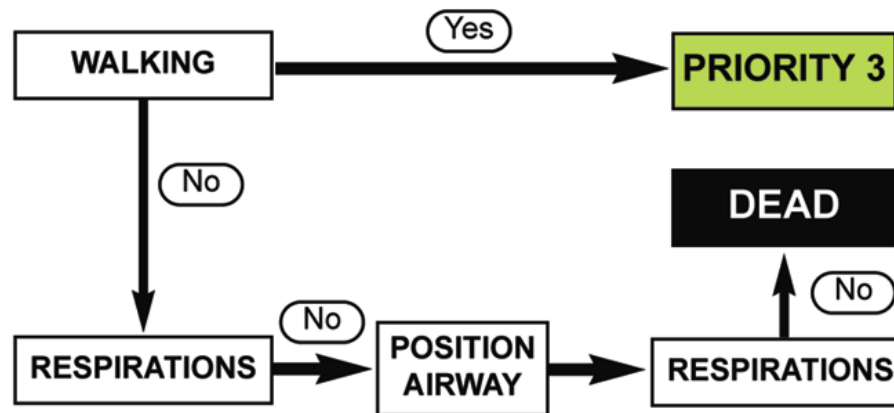 Yes
WALKING
PRIORITY 3
No
DEAD
No
No
RESPIRATIONS
POSITION
AIRWAY
RESPIRATIONS